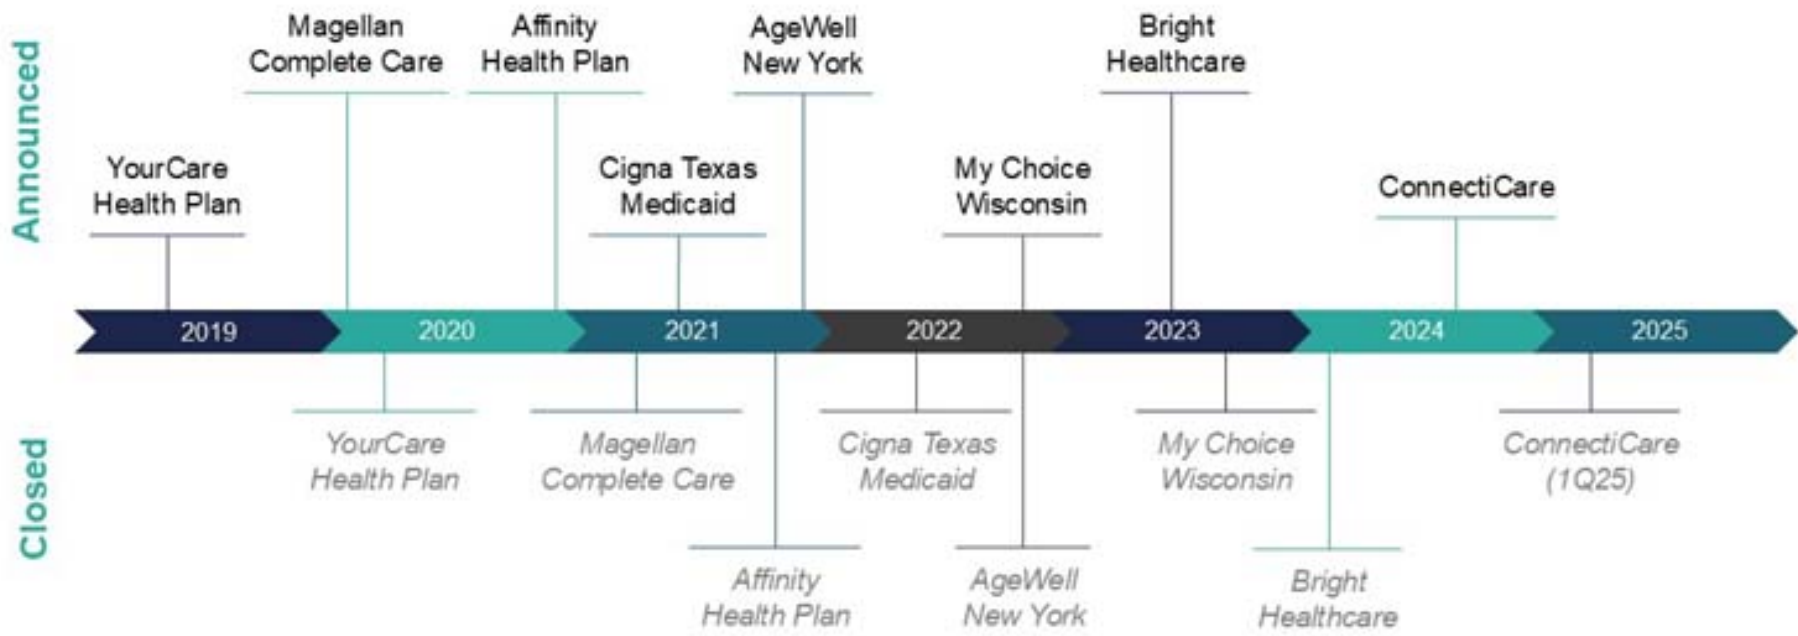 Announced
Magellan
Complete Care
Affinity
Health Plan
AgeWell
New York
Bright
Healthcare
YourCare
Health Plan
Cigna Texas
Medicaid
My Choice
Wisconsin
ConnectiCare
2019
2020
2021
2022
2023
2024
2025
Closed
YourCare
Health Plan
Magellan
Complete Care
Cigna Texas
Medicaid
My Choice
Wisconsin
ConnectiCare
(1Q25)
Affinity
Health Plan
AgeWell
New York
Bright
Healthcare